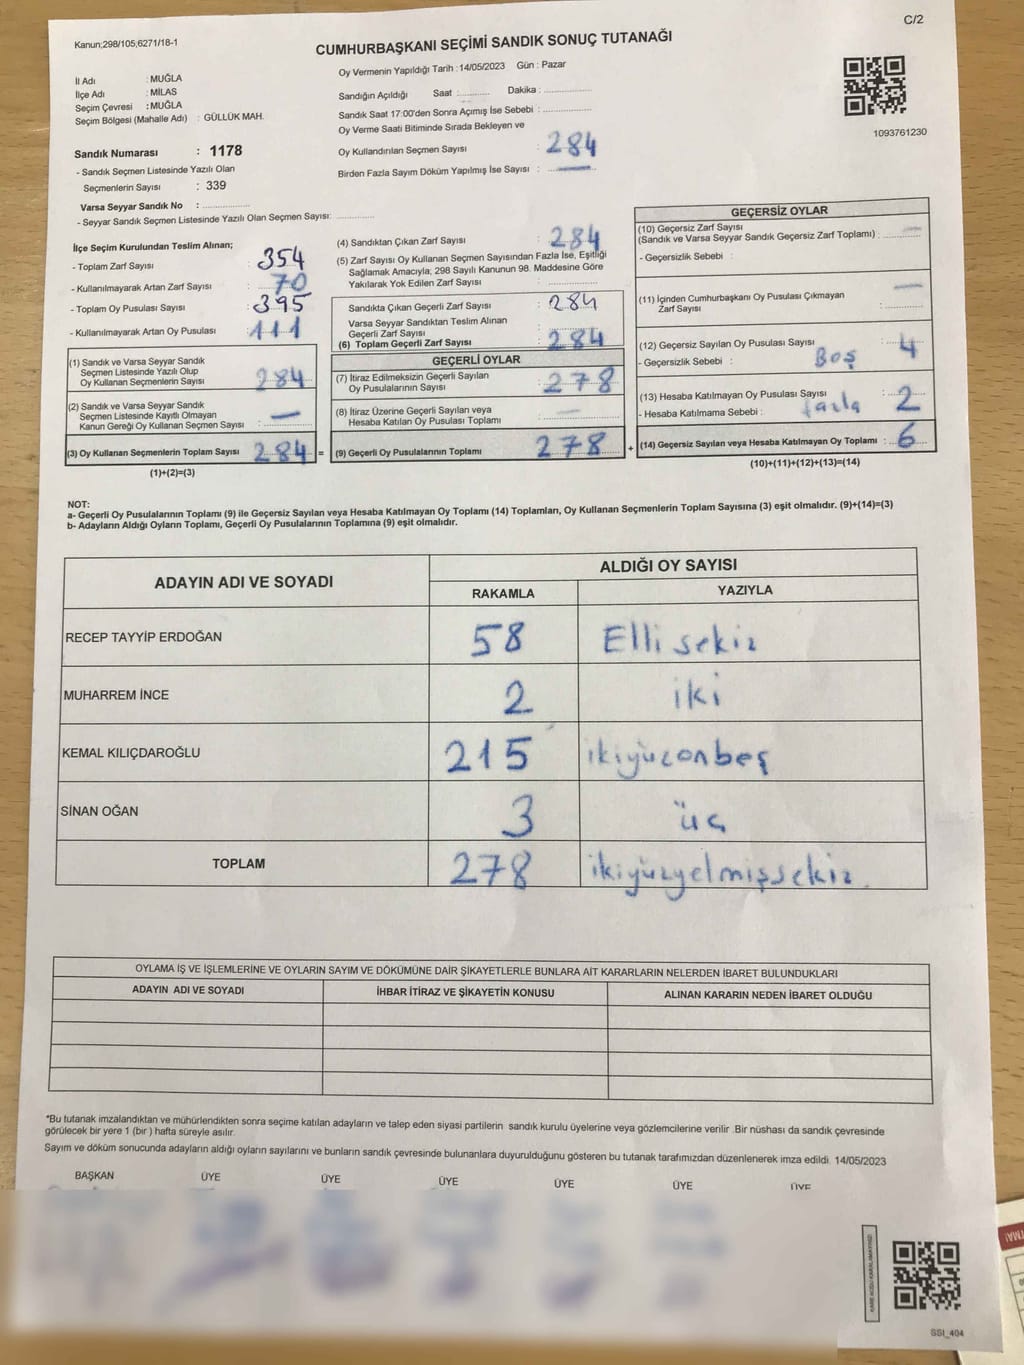 C/2
Kanun;298/105;6271/18-1
CUMHURBAŞKANI SEÇİMİ SANDIK SONUÇ TUTANAĞI
İl Adı : MUĞLA
İlçe Adı : MİLAS
Seçim Çevresi : MUĞLA
Seçim Bölgesi (Mahalle Adı) : GÜLLÜK MAH.
Sandık Numarası : 1178
- Sandık Seçmen Listesinde Yazılı Olan
Seçmenlerin Sayısı : 339
Varsa Seyyar Sandık No :
- Seyyar Sandık Seçmen Listesinde Yazılı Olan Seçmen Sayısı:
Oy Vermenin Yapıldığı Tarih : 14/05/2023 Gün : Pazar
Sandığın Açıldığı Saat : Dakika :
Sandık Saat 17:00'den Sonra Açımış İse Sebebi :
Oy Verme Saati Bitiminde Sırada Bekleyen ve
Oy Kullandırılan Seçmen Sayısı : 284
Birden Fazla Sayım Döküm Yapılmış İse Sayısı : —
1093761230
İlçe Seçim Kurulundan Teslim Alınan;
- Toplam Zarf Sayısı : 354
- Kullanılmayarak Artan Zarf Sayısı : 70
- Toplam Oy Pusulası Sayısı : 395
- Kullanılmayarak Artan Oy Pusulası : 111
(1) Sandık ve Varsa Seyyar Sandık
Seçmen Listesinde Yazılı Olup
Oy Kullanan Seçmenlerin Sayısı : 284
(2) Sandık ve Varsa Seyyar Sandık
Seçmen Listesinde Kayıtlı Olmayan
Kanun Gereği Oy Kullanan Seçmen Sayısı : —
(3) Oy Kullanan Seçmenlerin Toplam Sayısı : 284 =
(1)+(2)=(3)
(4) Sandıktan Çıkan Zarf Sayısı : 284
(5) Zarf Sayısı Oy Kullanan Seçmen Sayısından Fazla İse, Eşitliği
Sağlamak Amacıyla; 298 Sayılı Kanunun 98. Maddesine Göre
Yakılarak Yok Edilen Zarf Sayısı :
Sandıkta Çıkan Geçerli Zarf Sayısı : 284
Varsa Seyyar Sandıktan Teslim Alınan
Geçerli Zarf Sayısı :
(6) Toplam Geçerli Zarf Sayısı : 284
GEÇERLİ OYLAR
(7) İtiraz Edilmeksizin Geçerli Sayılan
Oy Pusulalarının Sayısı : 278
(8) İtiraz Üzerine Geçerli Sayılan veya
Hesaba Katılan Oy Pusulası Toplamı : —
(9) Geçerli Oy Pusulalarının Toplamı : 278 +
GEÇERSİZ OYLAR
(10) Geçersiz Zarf Sayısı
(Sandık ve Varsa Seyyar Sandık Geçersiz Zarf Toplamı) : —
- Geçersizlik Sebebi :
(11) İçinden Cumhurbaşkanı Oy Pusulası Çıkmayan
Zarf Sayısı : —
(12) Geçersiz Sayılan Oy Pusulası Sayısı : 4
- Geçersizlik Sebebi : Boş
(13) Hesaba Katılmayan Oy Pusulası Sayısı : 2
- Hesaba Katılmama Sebebi : fazla
(14) Geçersiz Sayılan veya Hesaba Katılmayan Oy Toplamı : 6
(10)+(11)+(12)+(13)=(14)
NOT:
a- Geçerli Oy Pusulalarının Toplamı (9) ile Geçersiz Sayılan veya Hesaba Katılmayan Oy Toplamı (14) Toplamları, Oy Kullanan Seçmenlerin Toplam Sayısına (3) eşit olmalıdır. (9)+(14)=(3)
b- Adayların Aldığı Oyların Toplamı, Geçerli Oy Pusulalarının Toplamına (9) eşit olmalıdır.
ADAYIN ADI VE SOYADI
ALDIĞI OY SAYISI
RAKAMLA YAZIYLA
RECEP TAYYİP ERDOĞAN 58 Elli sekiz
MUHARREM İNCE 2 iki
KEMAL KILIÇDAROĞLU 215 ikiyüzonbeş
SİNAN OĞAN 3 üç
TOPLAM 278 ikiyüzyetmişsekiz
OYLAMA İŞ VE İŞLEMLERİNE VE OYLARIN SAYIM VE DÖKÜMÜNE DAİR ŞİKAYETLERLE BUNLARA AİT KARARLARIN NELERDEN İBARET BULUNDUKLARI
ADAYIN ADI VE SOYADI İHBAR İTİRAZ VE ŞİKAYETİN KONUSU ALINAN KARARIN NEDEN İBARET OLDUĞU
*Bu tutanak imzalandıktan ve mühürlendikten sonra seçime katılan adayların ve talep eden siyasi partilerin sandık kurulu üyelerine veya gözlemcilerine verilir .Bir nüshası da sandık çevresinde
görülecek bir yere 1 (bir ) hafta süreyle asılır.
Sayım ve döküm sonucunda adayların aldığı oyların sayılarını ve bunların sandık çevresinde bulunanlara duyurulduğunu gösteren bu tutanak tarafımızdan düzenlenerek imza edildi. 14/05/2023
BAŞKAN ÜYE ÜYE ÜYE ÜYE ÜYE ÜYE
KARE KODU KARALAMAYINIZ!
SSI_404